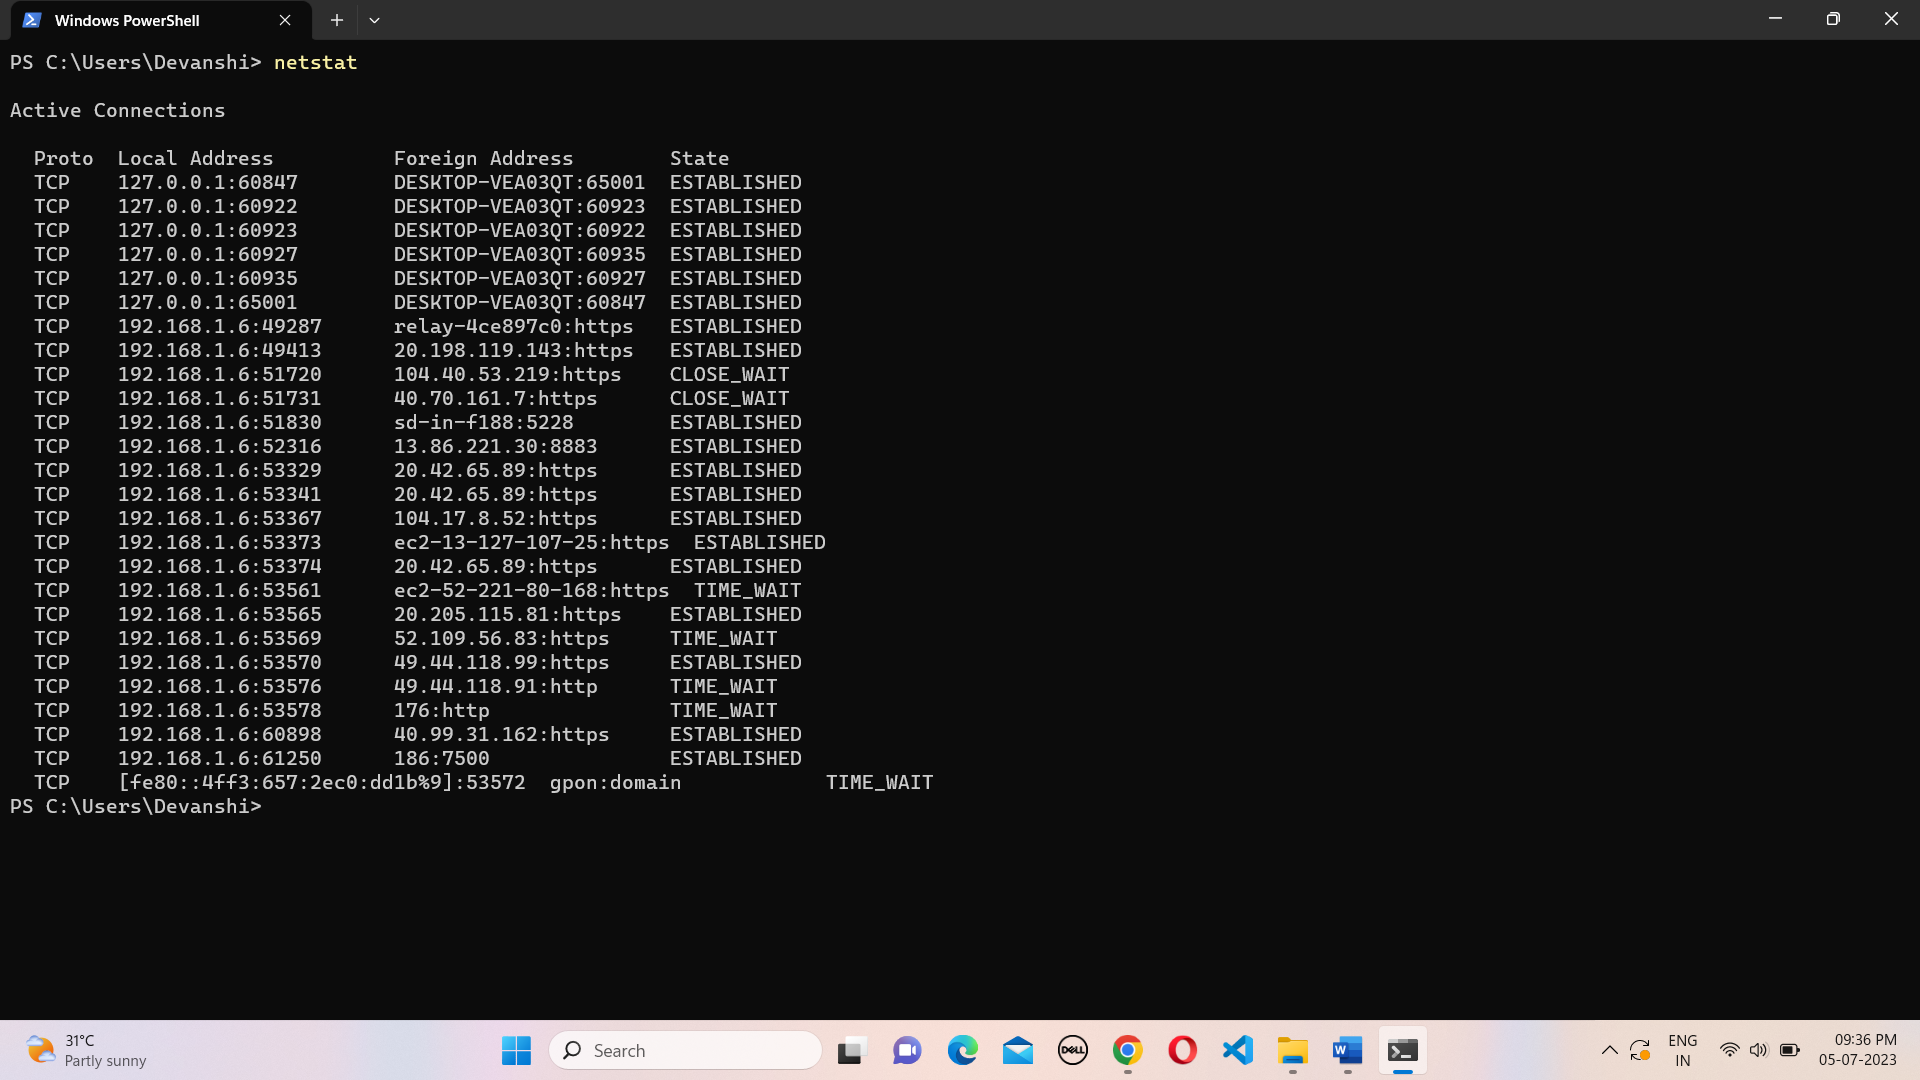 Windows PowerShell
PS C:\Users\Devanshi> netstat
Active Connections
Proto  Local Address          Foreign Address        State
TCP    127.0.0.1:60847        DESKTOP-VEA03QT:65001  ESTABLISHED
TCP    127.0.0.1:60922        DESKTOP-VEA03QT:60923  ESTABLISHED
TCP    127.0.0.1:60923        DESKTOP-VEA03QT:60922  ESTABLISHED
TCP    127.0.0.1:60927        DESKTOP-VEA03QT:60935  ESTABLISHED
TCP    127.0.0.1:60935        DESKTOP-VEA03QT:60927  ESTABLISHED
TCP    127.0.0.1:65001        DESKTOP-VEA03QT:60847  ESTABLISHED
TCP    192.168.1.6:49287      relay-4ce897c0:https   ESTABLISHED
TCP    192.168.1.6:49413      20.198.119.143:https   ESTABLISHED
TCP    192.168.1.6:51720      104.40.53.219:https    CLOSE_WAIT
TCP    192.168.1.6:51731      40.70.161.7:https      CLOSE_WAIT
TCP    192.168.1.6:51830      sd-in-f188:5228        ESTABLISHED
TCP    192.168.1.6:52316      13.86.221.30:8883      ESTABLISHED
TCP    192.168.1.6:53329      20.42.65.89:https      ESTABLISHED
TCP    192.168.1.6:53341      20.42.65.89:https      ESTABLISHED
TCP    192.168.1.6:53367      104.17.8.52:https      ESTABLISHED
TCP    192.168.1.6:53373      ec2-13-127-107-25:https  ESTABLISHED
TCP    192.168.1.6:53374      20.42.65.89:https      ESTABLISHED
TCP    192.168.1.6:53561      ec2-52-221-80-168:https  TIME_WAIT
TCP    192.168.1.6:53565      20.205.115.81:https    ESTABLISHED
TCP    192.168.1.6:53569      52.109.56.83:https     TIME_WAIT
TCP    192.168.1.6:53570      49.44.118.99:https     ESTABLISHED
TCP    192.168.1.6:53576      49.44.118.91:http      TIME_WAIT
TCP    192.168.1.6:53578      176:http               TIME_WAIT
TCP    192.168.1.6:60898      40.99.31.162:https     ESTABLISHED
TCP    192.168.1.6:61250      186:7500               ESTABLISHED
TCP    [fe80::4ff3:657:2ec0:dd1b%9]:53572  gpon:domain            TIME_WAIT
PS C:\Users\Devanshi>
31°C
Partly sunny
Search
DELL
W
ENG
IN
09:36 PM
05-07-2023